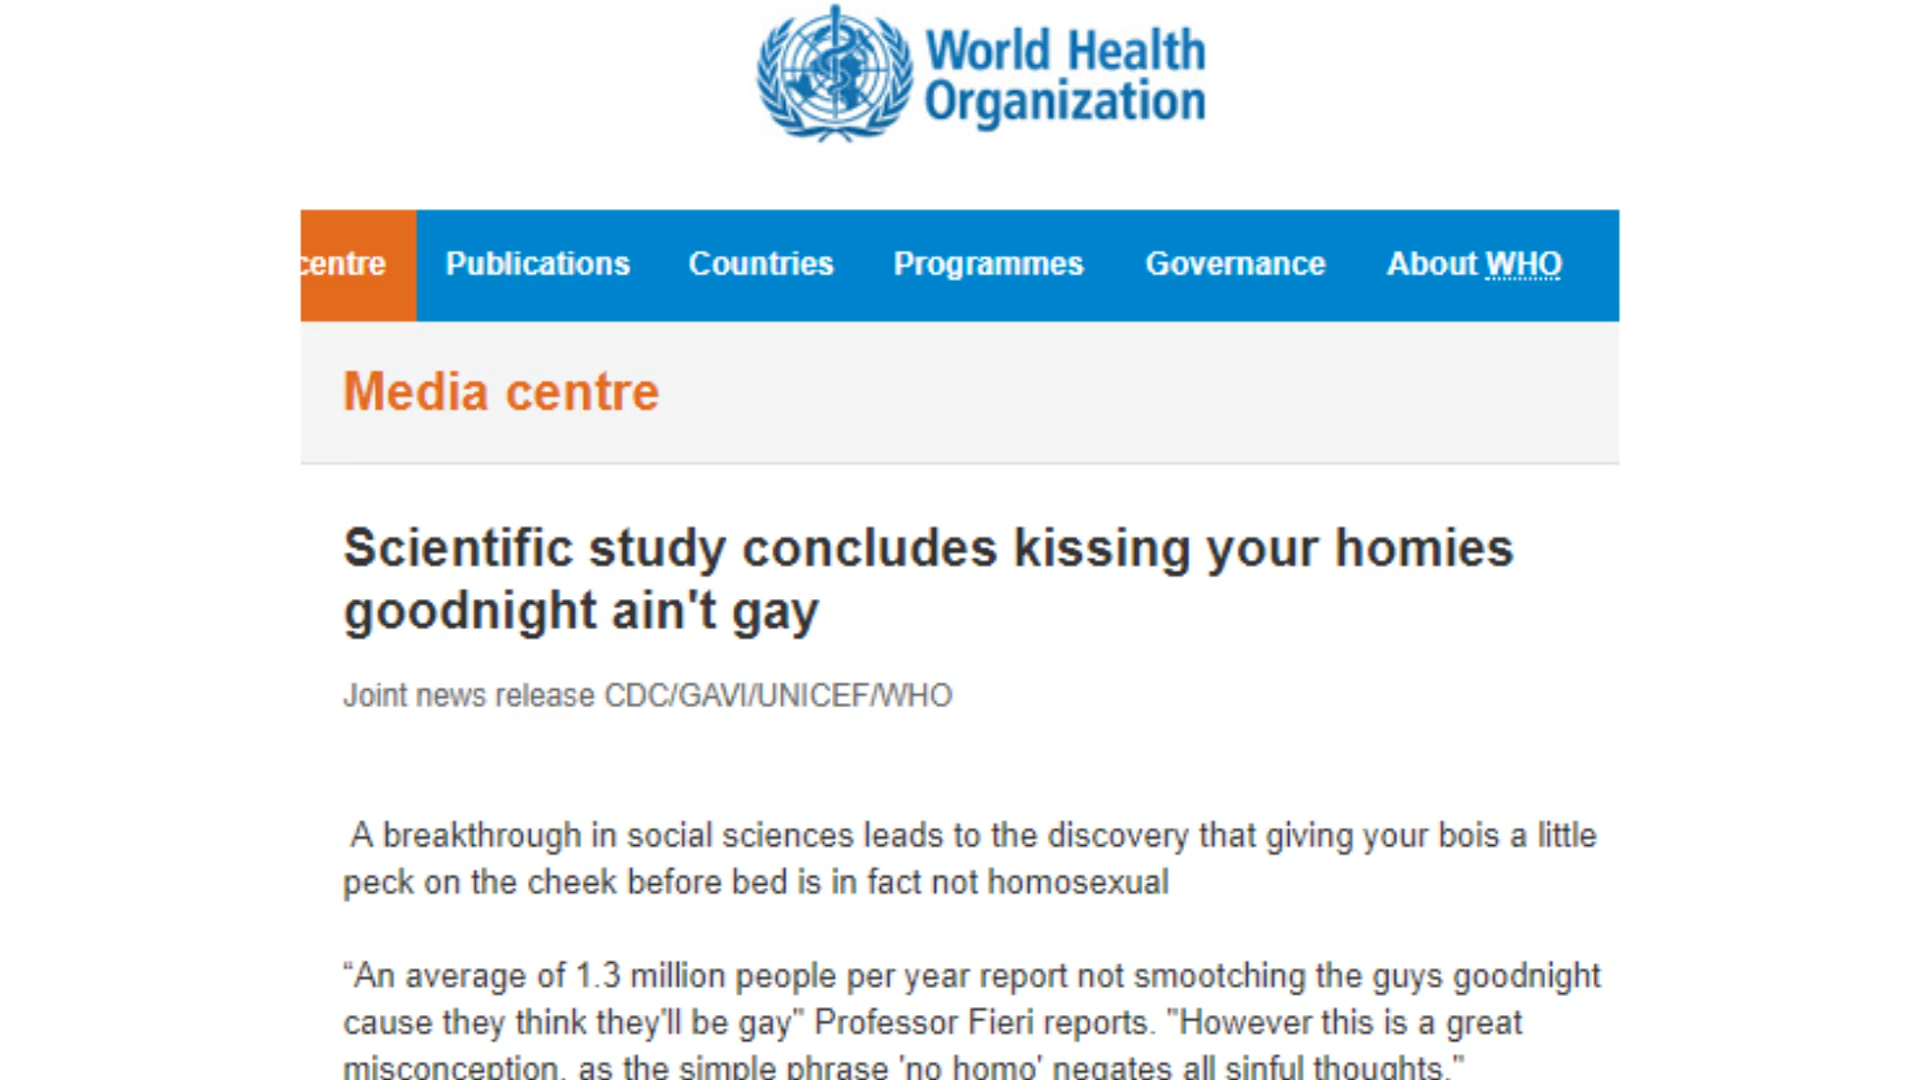 World Health
Organization
centre Publications Countries Programmes Governance About WHO
Media centre
Scientific study concludes kissing your homies
goodnight ain't gay
Joint news release CDC/GAVI/UNICEF/WHO
A breakthrough in social sciences leads to the discovery that giving your bois a little
peck on the cheek before bed is in fact not homosexual
“An average of 1.3 million people per year report not smootching the guys goodnight
cause they think they'll be gay" Professor Fieri reports. "However this is a great
misconception, as the simple phrase 'no homo' negates all sinful thoughts."